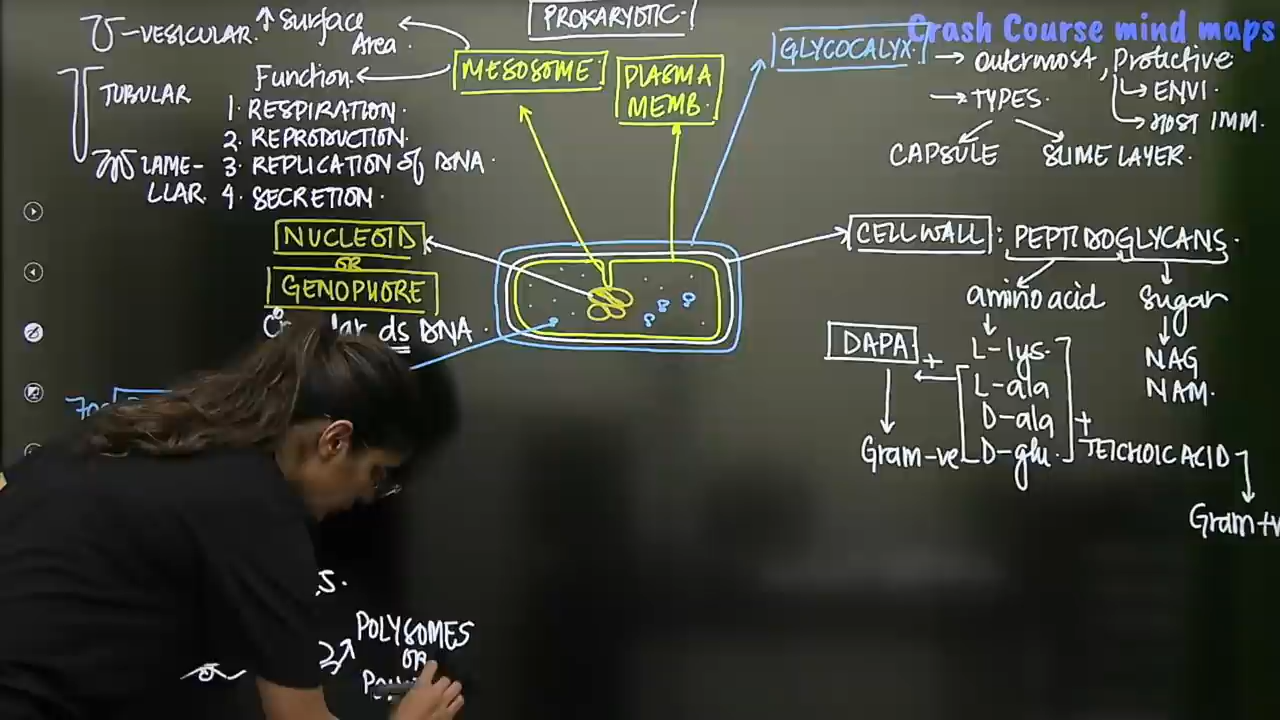 PROKARYOTIC
Crash Course mind maps
VESICULAR.
↑ Surface
Area.
TUBULAR
LAME-
LLAR.
Function.
1. RESPIRATION.
2. REPRODUCTION.
3. REPLICATION of DNA.
4. SECRETION.
MESOSOME
PLASMA
MEMB.
GLYCOCALYX.
→ outermost, Protective
→ ENVI.
→ HOST IMM.
→ TYPES.
CAPSULE
SLIME LAYER.
NUCLEOID
OR
GENOPHORE
ds DNA.
CELLWALL : PEPTIDOGLYCANS.
amino acid
sugar
L-lys.
L-ala
D-ala
D-glu.
NAG
NAM.
DAPA
+
Gram-ve
+
TEICHOIC ACID
Gram+v
70s
S.
POLYSOMES
OR